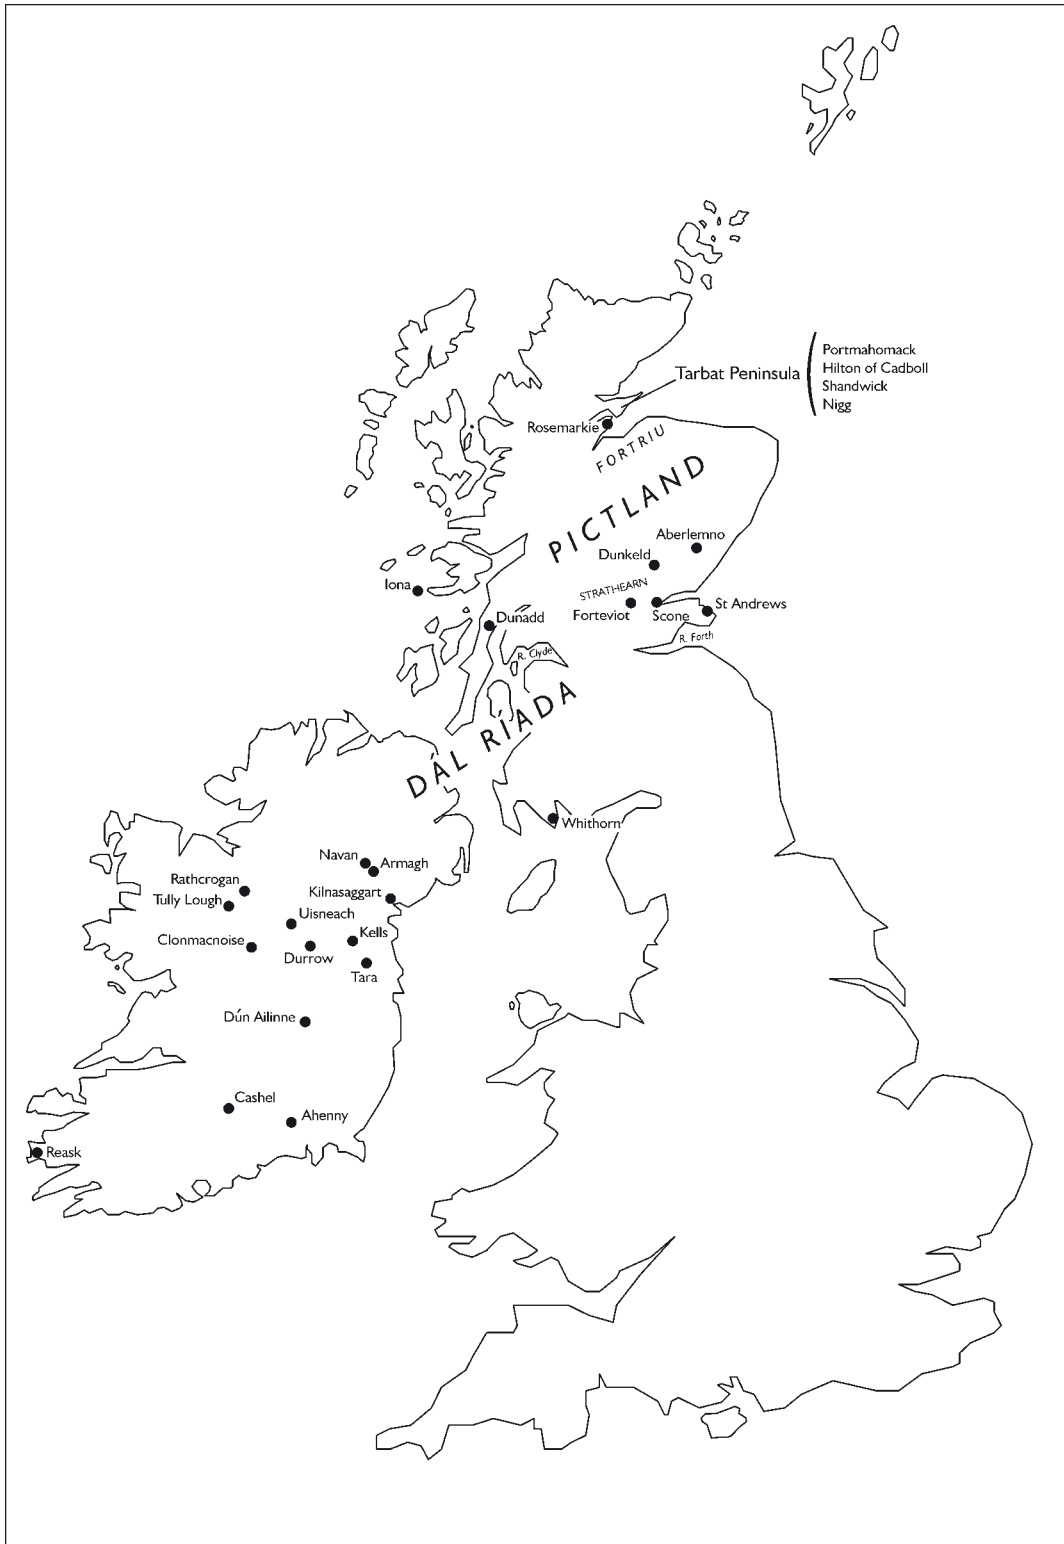 Portmahomack
Tarbat Peninsula
Hilton of Cadboll
Shandwick
Nigg
Rosemarkie
FORTRIU
PICTLAND
Aberlemno
Dunkeld
Iona
STRATHEARN
Forteviot
Scone
St Andrews
Dunadd
R. Forth
R. Clyde
DÁL RÍADA
Whithorn
Navan
Armagh
Rathcrogan
Tully Lough
Kilnasaggart
Uisneach
Clonmacnoise
Kells
Durrow
Tara
Dún Ailinne
Cashel
Ahenny
Reask